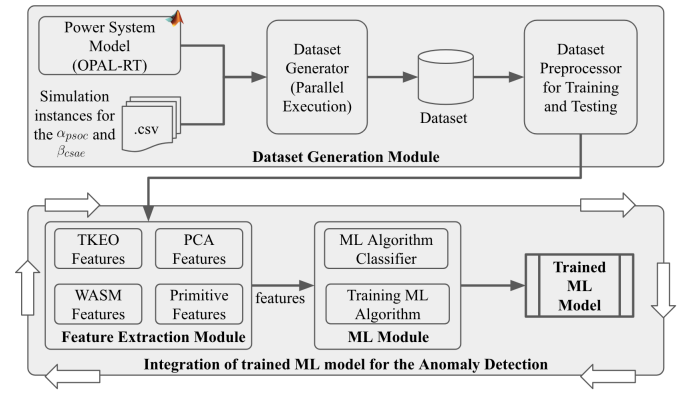 Power System
Model
(OPAL-RT)
Simulation
instances for
the αpsoc and
βcsae
.csv
Dataset
Generator
(Parallel
Execution)
Dataset
Dataset
Preprocessor
for Training
and Testing
Dataset Generation Module
TKEO
Features
PCA
Features
WASM
Features
Primitive
Features
Feature Extraction Module
features
ML Algorithm
Classifier
Training ML
Algorithm
ML Module
Trained
ML
Model
Integration of trained ML model for the Anomaly Detection